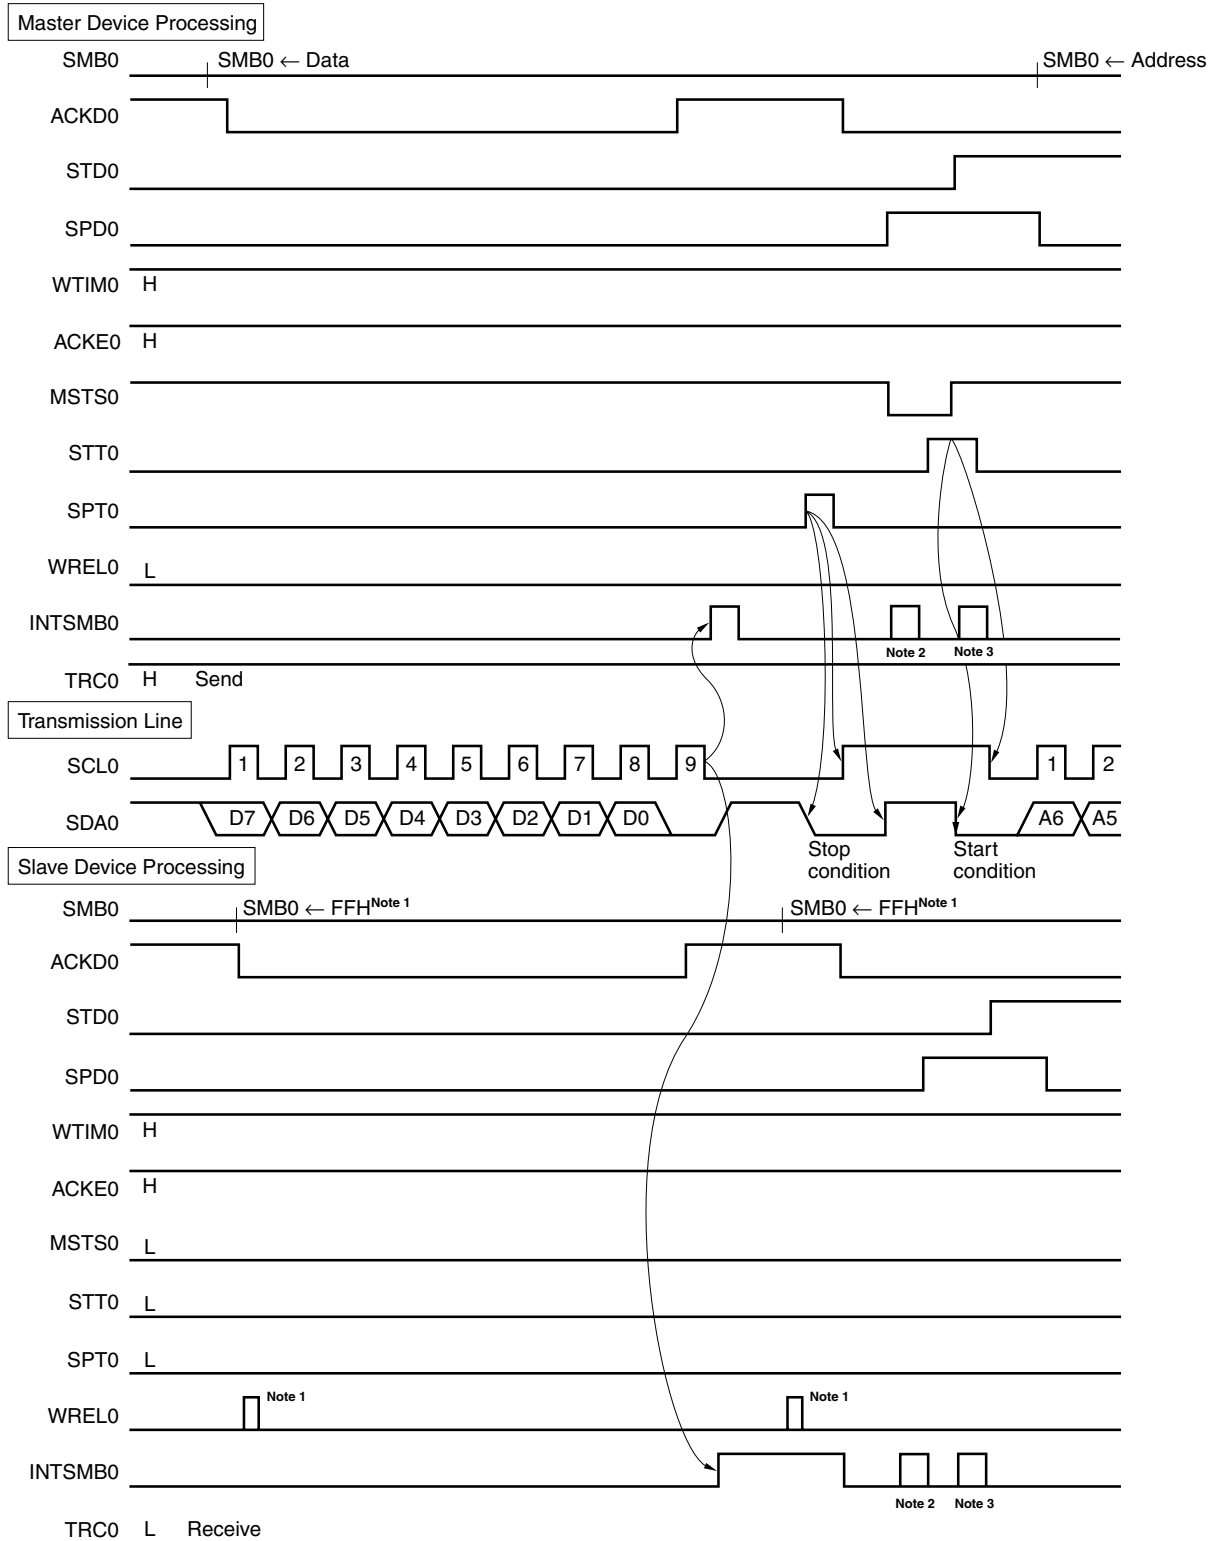 Master Device Processing
SMB0 SMB0 ← Data SMB0 ← Address
ACKD0
STD0
SPD0
WTIM0 H
ACKE0 H
MSTS0
STT0
SPT0
WREL0 L
INTSMB0
Note 2 Note 3
TRC0 H Send
Transmission Line
SCL0 1 2 3 4 5 6 7 8 9 1 2
SDA0 D7 D6 D5 D4 D3 D2 D1 D0 A6 A5
Stop condition Start condition
Slave Device Processing
SMB0 SMB0 ← FFH Note 1 SMB0 ← FFH Note 1
ACKD0
STD0
SPD0
WTIM0 H
ACKE0 H
MSTS0 L
STT0 L
SPT0 L
WREL0 Note 1 Note 1
INTSMB0
Note 2 Note 3
TRC0 L Receive